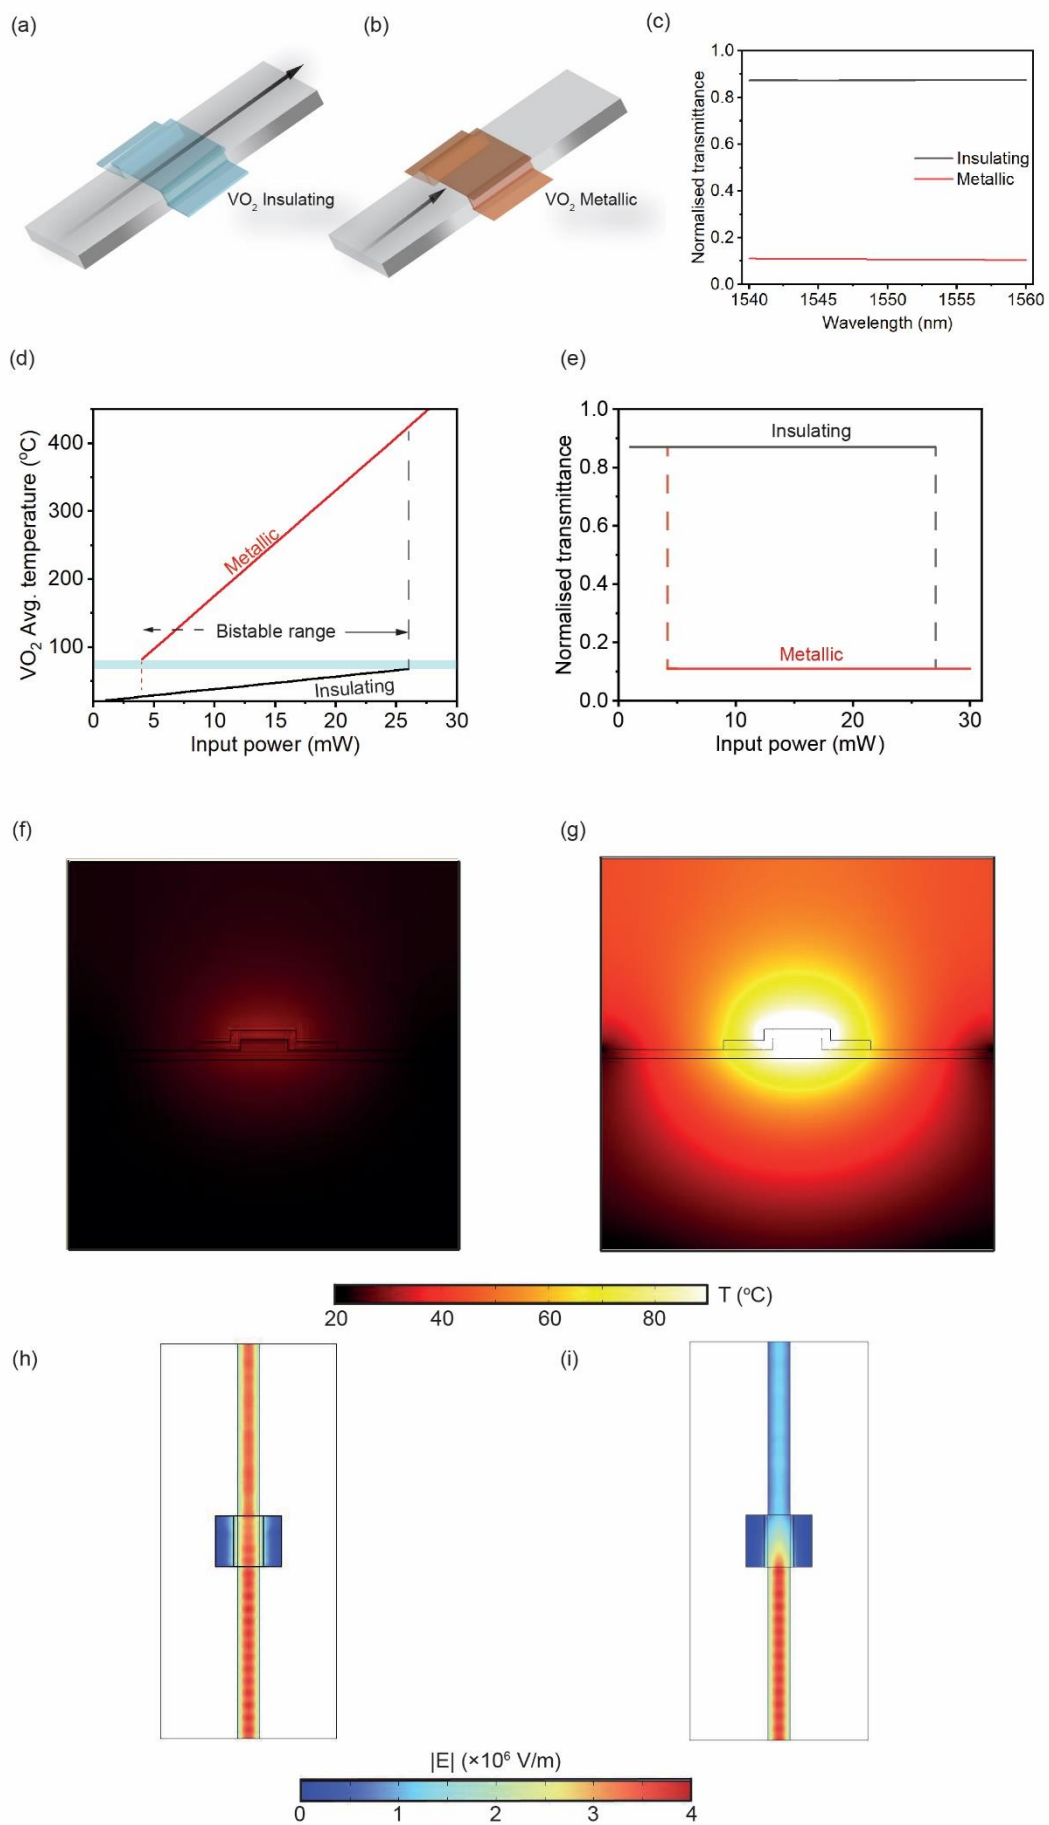 (a)
(b)
(c)
VO₂ Insulating
VO₂ Metallic
Normalised transmittance
1.0
0.8
0.6
0.4
0.2
0.0
Insulating
Metallic
1540
1545
1550
1555
1560
Wavelength (nm)
(d)
(e)
VO₂ Avg. temperature (ºC)
400
300
200
100
Metallic
Bistable range
Insulating
0
5
10
15
20
25
30
Input power (mW)
Normalised transmittance
1.0
0.8
0.6
0.4
0.2
0.0
Insulating
Metallic
0
10
20
30
Input power (mW)
(f)
(g)
T (ºC)
20
40
60
80
(h)
(i)
|E| (×10⁶ V/m)
0
1
2
3
4